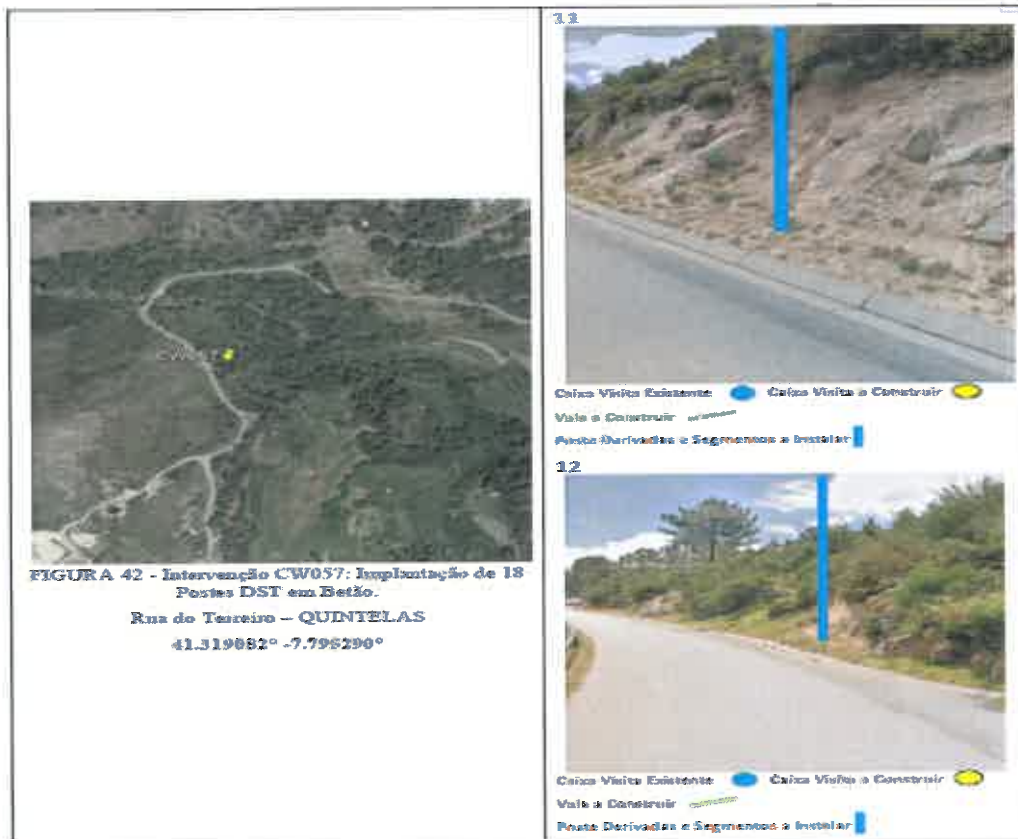 CW057
FIGURA 42 - Intervenção CW057: Implantação de 18
Postes DST em Betão.
Rua do Terreiro – QUINTELAS
41.319082° -7.795290°
11
Caixa Visita Existente Caixa Visita a Construir
Vala a Construir
Poste Derivadas e Segmentos a Instalar
12
Caixa Visita Existente Caixa Visita a Construir
Vala a Construir
Poste Derivadas e Segmentos a Instalar